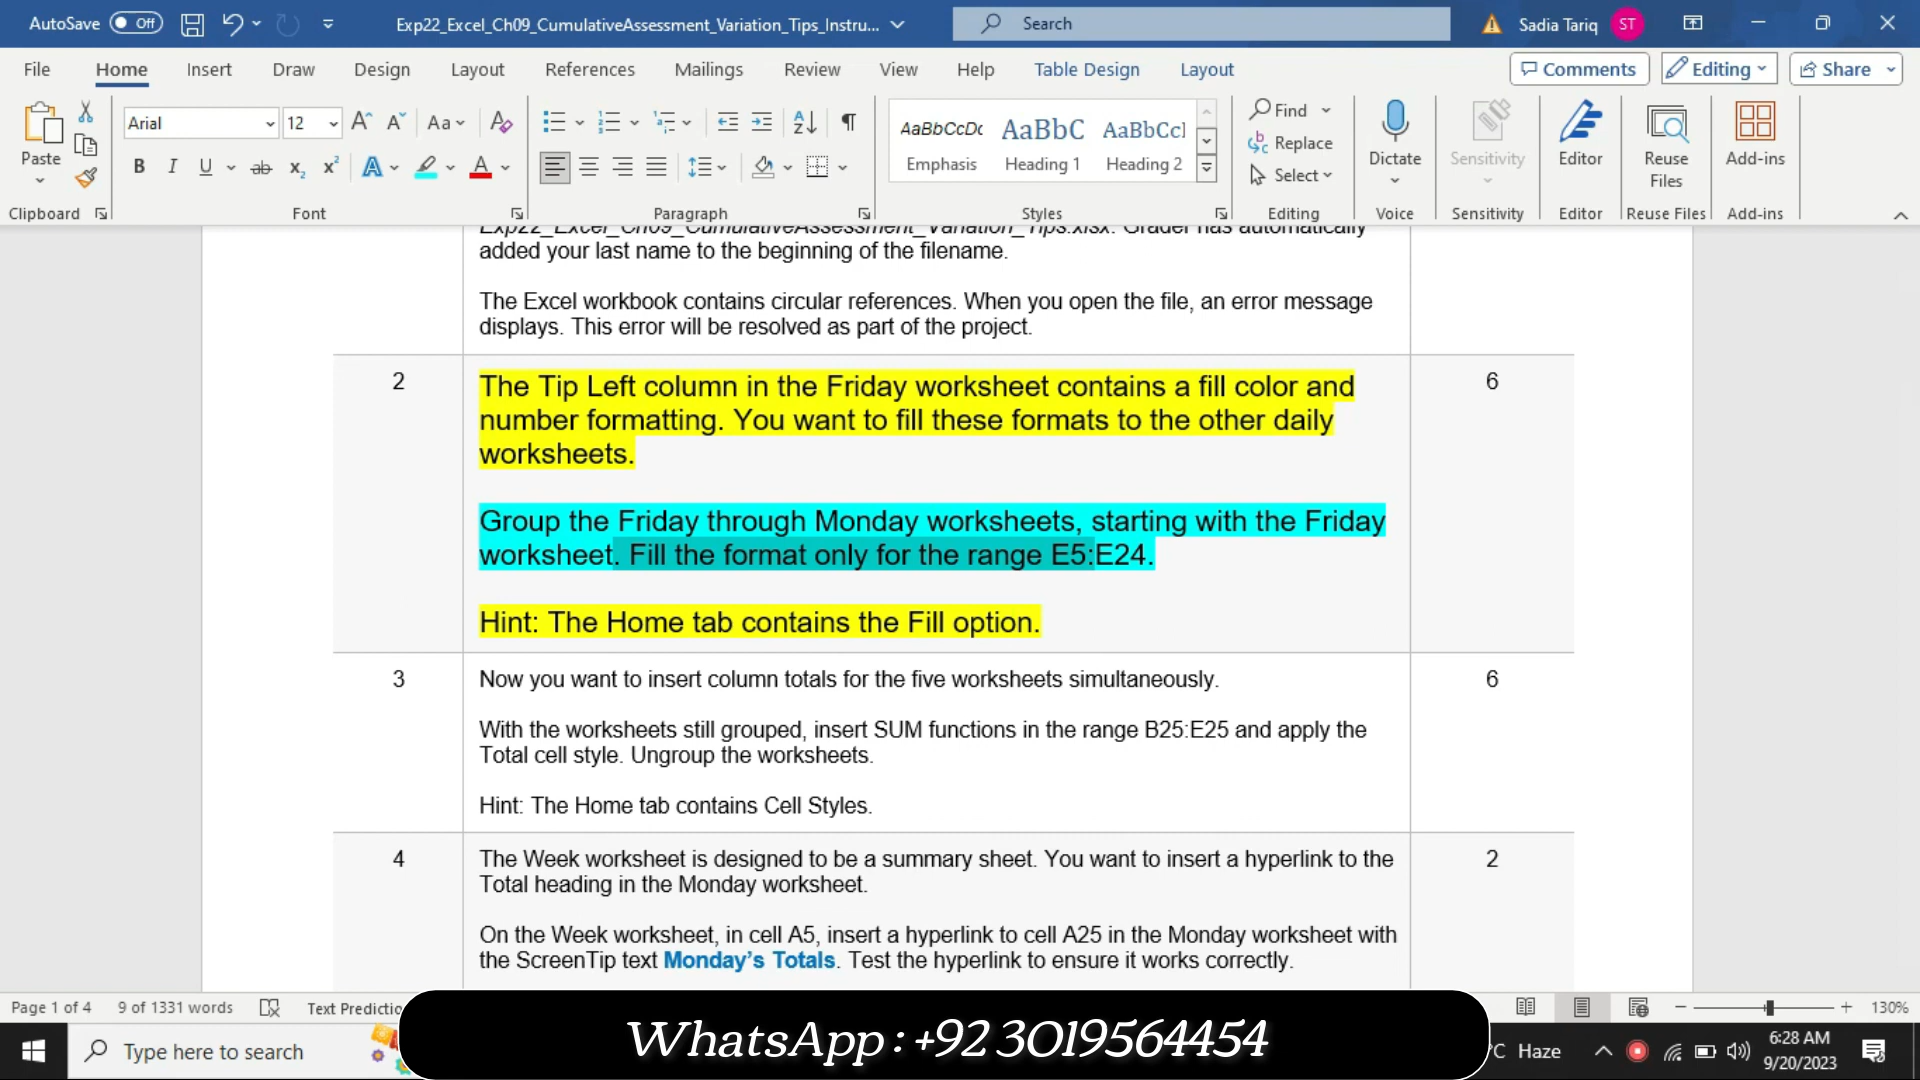 AutoSave Off Exp22_Excel_Ch09_CumulativeAssessment_Variation_Tips_Instru... Search Sadia Tariq ST
File Home Insert Draw Design Layout References Mailings Review View Help Table Design Layout Comments Editing Share
Paste Arial 12 Aa AaBbCcDc AaBbC AaBbCcI Find Replace Select Dictate Sensitivity Editor Reuse Files Add-ins
Emphasis Heading 1 Heading 2
Clipboard Font Paragraph Styles Editing Voice Sensitivity Editor Reuse Files Add-ins
Exp22_Excel_Ch09_CumulativeAssessment_Variation_Tips.xlsx. Grader has automatically
added your last name to the beginning of the filename.
The Excel workbook contains circular references. When you open the file, an error message
displays. This error will be resolved as part of the project.
2 The Tip Left column in the Friday worksheet contains a fill color and 6
number formatting. You want to fill these formats to the other daily
worksheets.
Group the Friday through Monday worksheets, starting with the Friday
worksheet. Fill the format only for the range E5:E24.
Hint: The Home tab contains the Fill option.
3 Now you want to insert column totals for the five worksheets simultaneously. 6
With the worksheets still grouped, insert SUM functions in the range B25:E25 and apply the
Total cell style. Ungroup the worksheets.
Hint: The Home tab contains Cell Styles.
4 The Week worksheet is designed to be a summary sheet. You want to insert a hyperlink to the 2
Total heading in the Monday worksheet.
On the Week worksheet, in cell A5, insert a hyperlink to cell A25 in the Monday worksheet with
the ScreenTip text Monday's Totals. Test the hyperlink to ensure it works correctly.
Page 1 of 4 9 of 1331 words Text Predictio 130%
WhatsApp : +92 3019564454
Type here to search °C Haze 6:28 AM
9/20/2023